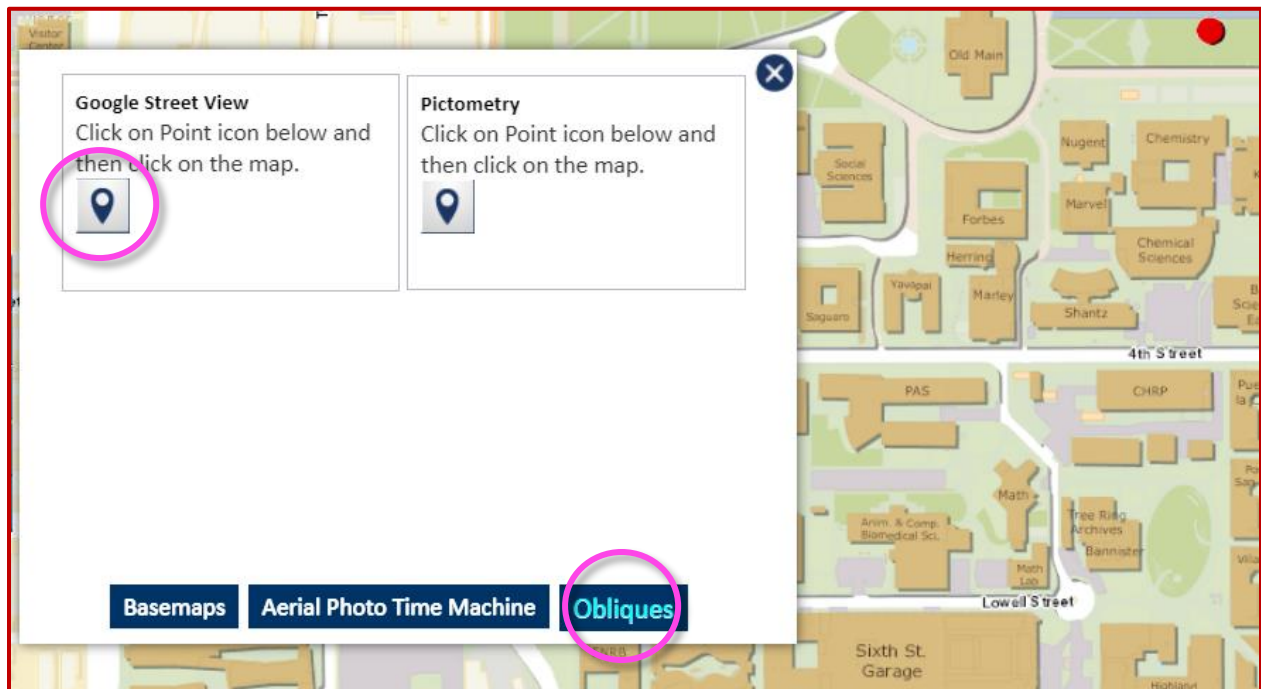 Visitor
Center
Google Street View
Click on Point icon below and
then click on the map.
Pictometry
Click on Point icon below and
then click on the map.
Basemaps
Aerial Photo Time Machine
Obliques
Old Main
Nugent
Chemistry
Social
Sciences
Marvel
Forbes
Herring
Chemical
Sciences
Yavapai
Marley
Saguaro
Shantz
4th Street
PAS
CHRP
Math
Tree Ring
Archives
Anim. & Comp.
Biomedical Sci.
Bannister
Math
Lab
Lowell Street
ENRB
Sixth St.
Garage
Highland